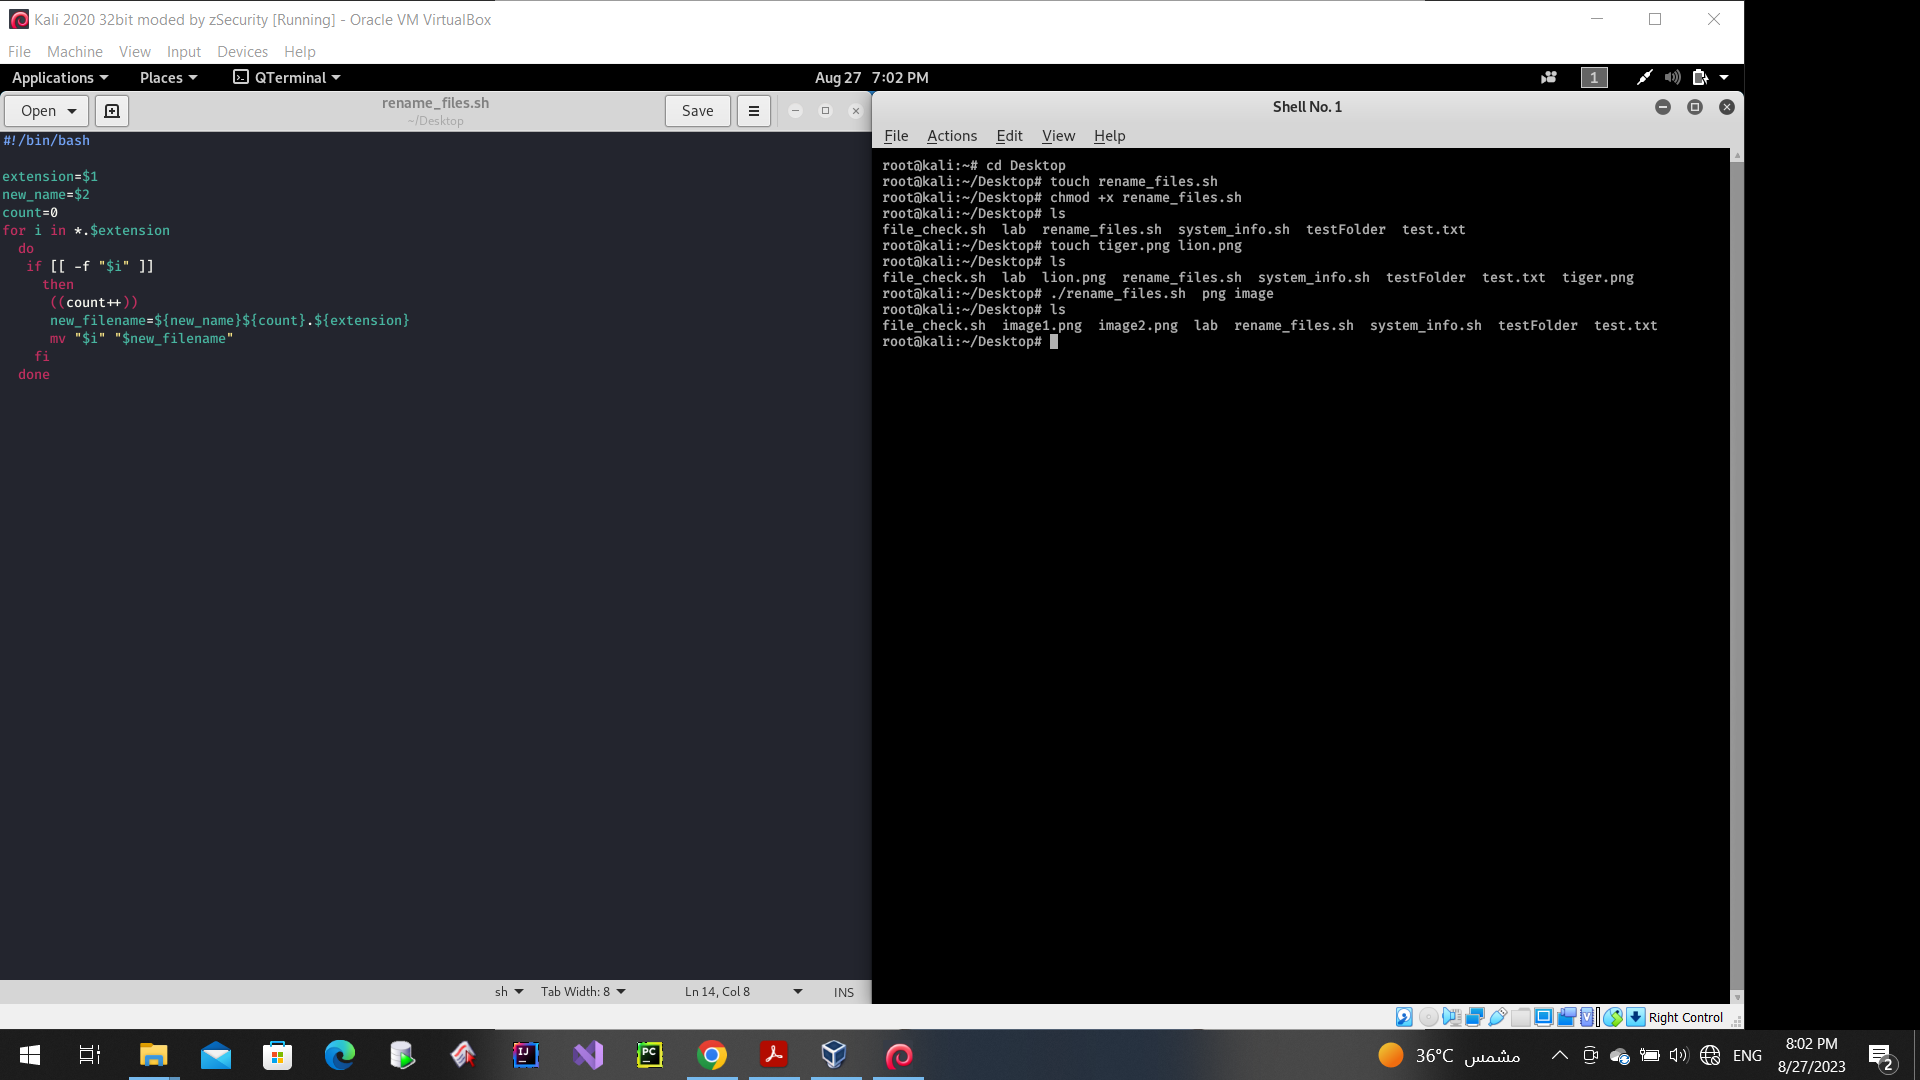 Kali 2020 32bit moded by zSecurity [Running] - Oracle VM VirtualBox
File Machine View Input Devices Help
Applications Places QTerminal Aug 27 7:02 PM 1
Open rename_files.sh Save
~/Desktop
#!/bin/bash
extension=$1
new_name=$2
count=0
for i in *.$extension
do
if [[ -f "$i" ]]
then
((count++))
new_filename=${new_name}${count}.${extension}
mv "$i" "$new_filename"
fi
done
sh Tab Width: 8 Ln 14, Col 8 INS
Shell No. 1
File Actions Edit View Help
root@kali:~# cd Desktop
root@kali:~/Desktop# touch rename_files.sh
root@kali:~/Desktop# chmod +x rename_files.sh
root@kali:~/Desktop# ls
file_check.sh lab rename_files.sh system_info.sh testFolder test.txt
root@kali:~/Desktop# touch tiger.png lion.png
root@kali:~/Desktop# ls
file_check.sh lab lion.png rename_files.sh system_info.sh testFolder test.txt tiger.png
root@kali:~/Desktop# ./rename_files.sh  png image
root@kali:~/Desktop# ls
file_check.sh image1.png image2.png lab rename_files.sh system_info.sh testFolder test.txt
root@kali:~/Desktop#
Right Control
36°C مشمس ENG 8:02 PM
8/27/2023
2